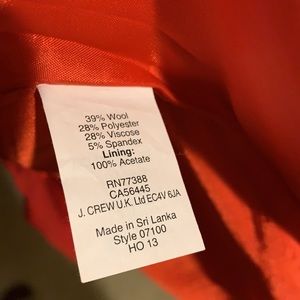 39% Wool
28% Polyester
28% Viscose
5% Spandex
Lining:
100% Acetate
RN77388
CA56445
J. CREW U.K. Ltd EC4V 6JA
Made in Sri Lanka
Style 07100
HO 13